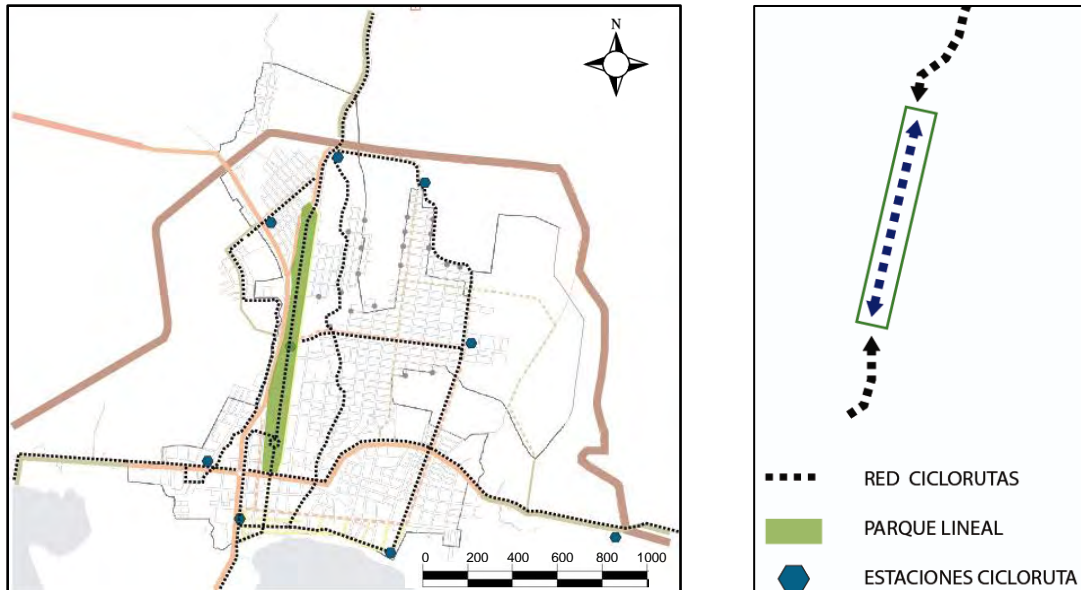 N
0 200 400 600 800 1000
RED CICLORUTAS
PARQUE LINEAL
ESTACIONES CICLORUTA